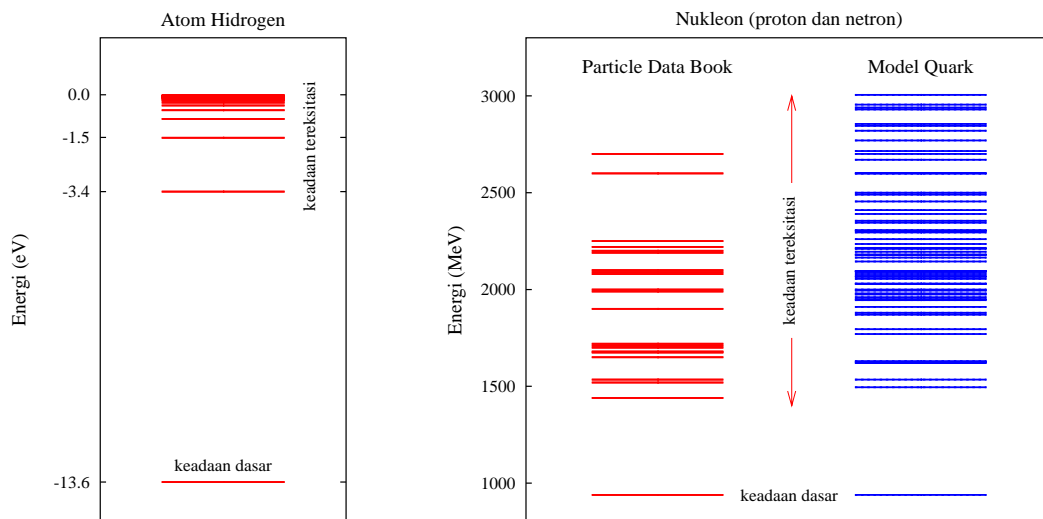 Atom Hidrogen
Energi (eV)
0.0
-1.5
-3.4
-13.6
keadaan tereksitasi
keadaan dasar
Nukleon (proton dan netron)
Particle Data Book
Model Quark
Energi (MeV)
3000
2500
2000
1500
1000
keadaan tereksitasi
keadaan dasar